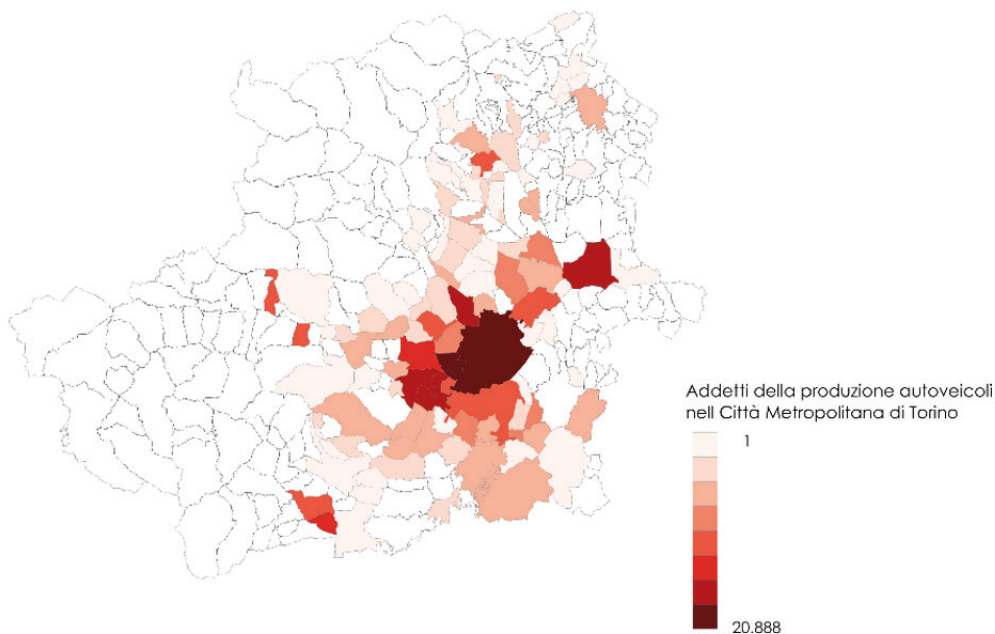 Addetti della produzione autoveicoli
nell Città Metropolitana di Torino
1
20.888